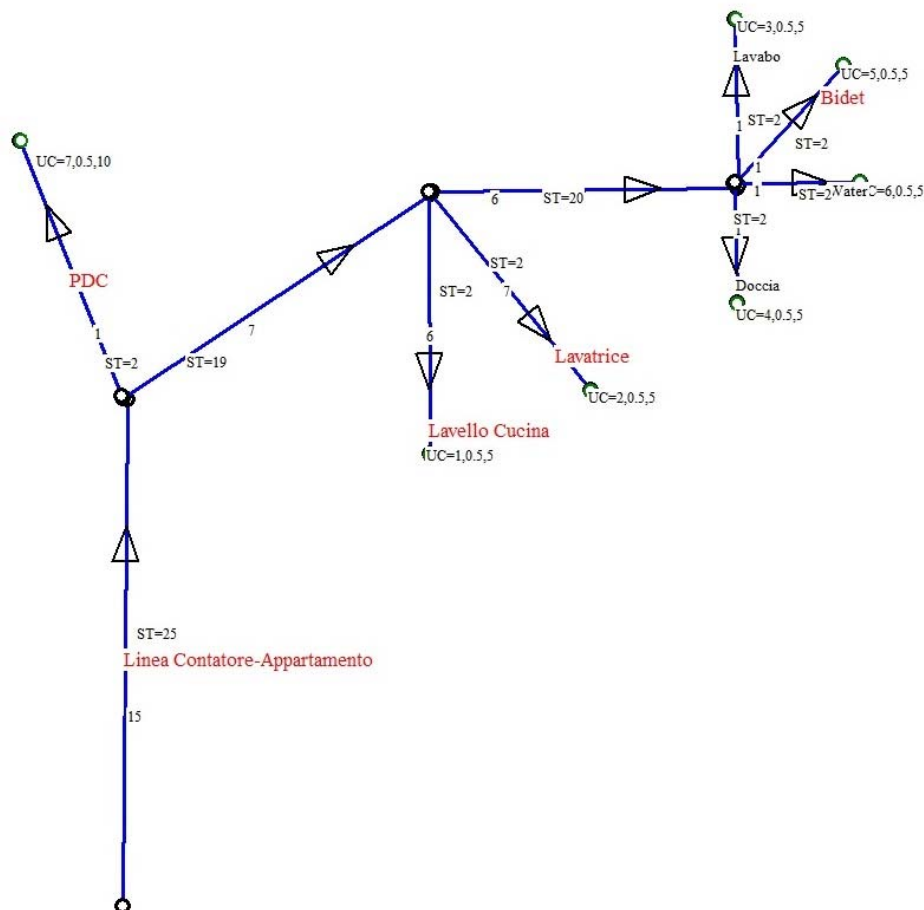 UC=3,0.5,5
Lavabo
UC=5,0.5,5
Bidet
ST=2
1
ST=2
1
UC=7,0.5,10
1
ST=2
Vater
C=6,0.5,5
6
ST=20
ST=2
1
PDC
ST=2
ST=2
7
Doccia
UC=4,0.5,5
7
1
6
ST=2
ST=19
Lavatrice
UC=2,0.5,5
Lavello Cucina
UC=1,0.5,5
ST=25
Linea Contatore-Appartamento
15